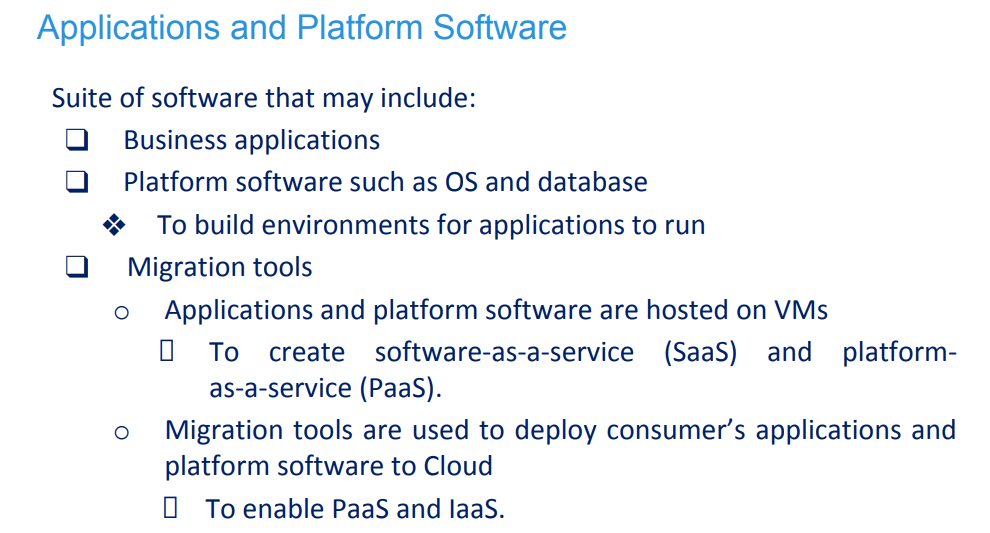 Applications and Platform Software
Suite of software that may include:
❑ Business applications
❑ Platform software such as OS and database
❖ To build environments for applications to run
❑ Migration tools
o Applications and platform software are hosted on VMs
▯ To create software-as-a-service (SaaS) and platform-
as-a-service (PaaS).
o Migration tools are used to deploy consumer’s applications and
platform software to Cloud
▯ To enable PaaS and IaaS.